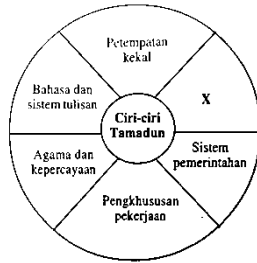 Petempatan
kekal
Bahasa dan
sistem tulisan
X
Ciri-ciri
Tamadun
Agama dan
kepercayaan
Sistem
pemerintahan
Pengkhususan
pekerjaan